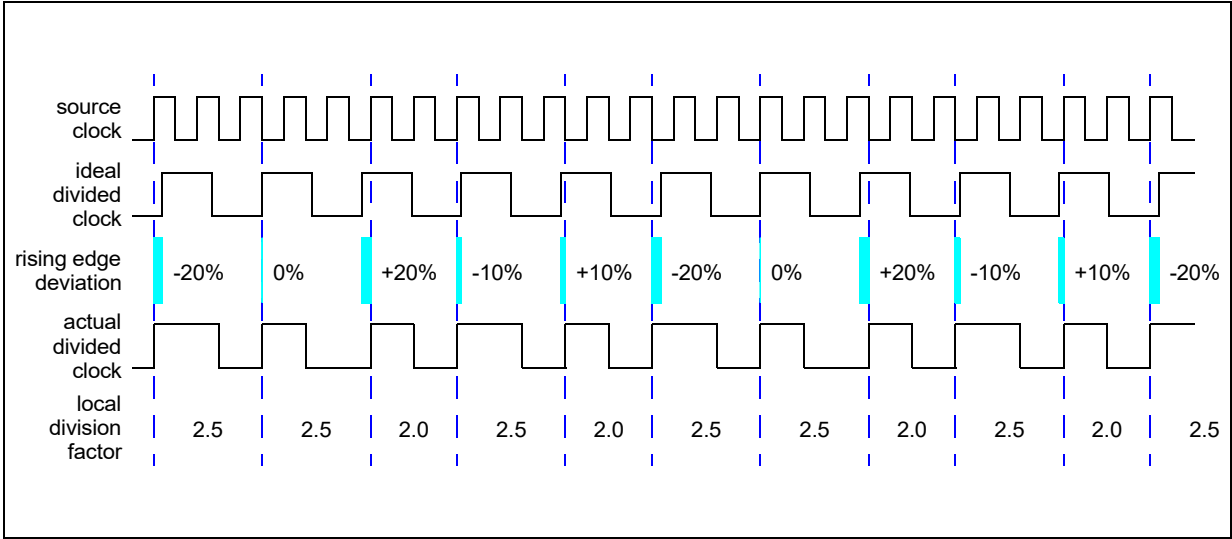 source
clock
ideal
divided
clock
rising edge
deviation
-20% 0% +20% -10% +10% -20% 0% +20% -10% +10% -20%
actual
divided
clock
local
division
factor
2.5 2.5 2.0 2.5 2.0 2.5 2.5 2.0 2.5 2.0 2.5